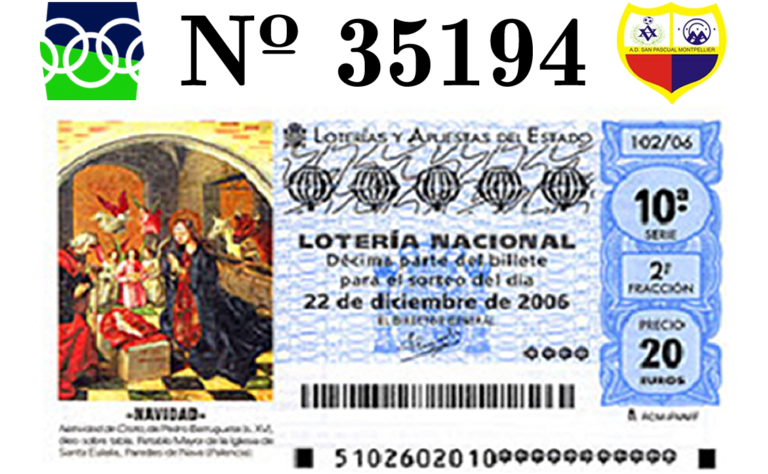 Nº 35194
A.D. SAN PASCUAL MONTPELLIER
LOTERÍAS Y APUESTAS DEL ESTADO
102/06
10ª
SERIE
LOTERÍA NACIONAL
Décima parte del billete
para el sorteo del día
22 de diciembre de 2006
EL DIRECTOR GENERAL
2ª
FRACCIÓN
PRECIO
20
EUROS
-NAVIDAD-
Natividad de Cristo, de Pedro Berruguete (s. XV),
óleo sobre tabla. Retablo Mayor de la Iglesia de
Santa Eulalia, Paredes de Nava (Palencia).
5102602010